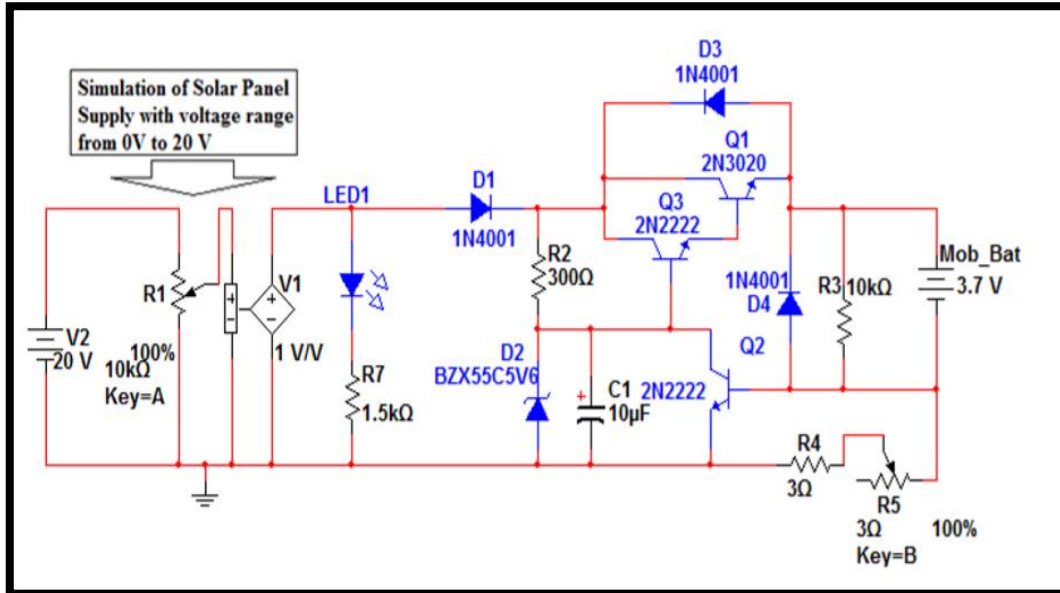 Simulation of Solar Panel
Supply with voltage range
from 0V to 20 V
D3
1N4001
Q1
2N3020
LED1
D1
1N4001
Q3
2N2222
R2
300Ω
1N4001
D4
R3
10kΩ
Mob_Bat
3.7 V
R1
V1
V2
20 V
100%
10kΩ
Key=A
1 V/V
R7
1.5kΩ
D2
BZX55C5V6
C1
10µF
Q2
2N2222
R4
3Ω
R5
3Ω
100%
Key=B